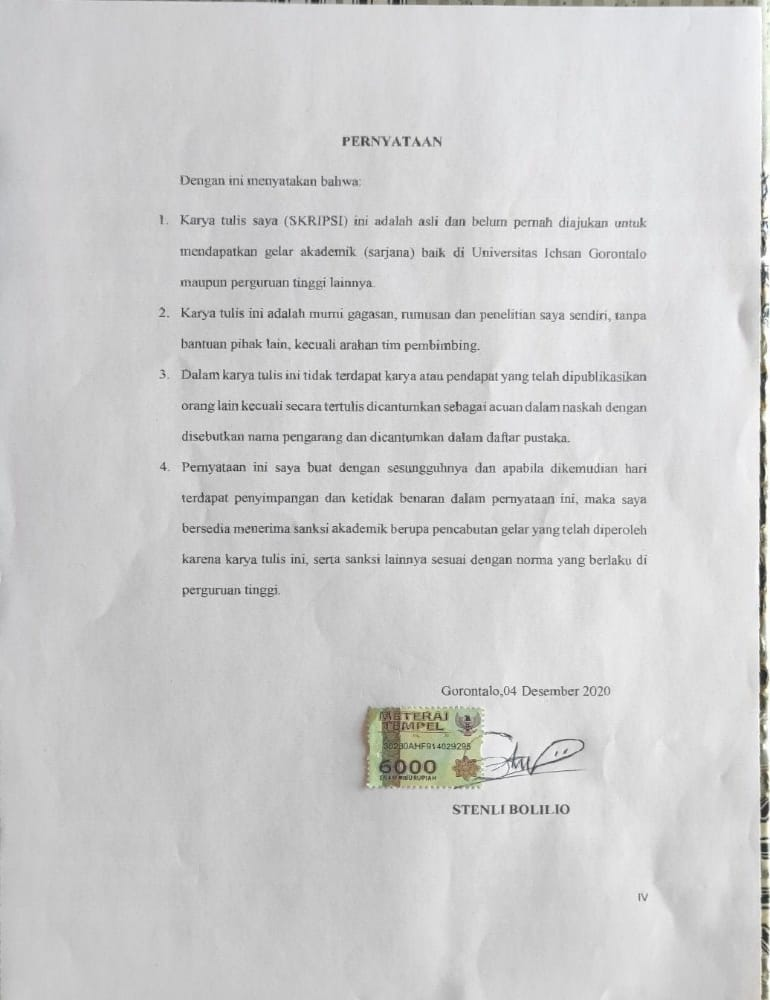 PERNYATAAN
Dengan ini menyatakan bahwa:
1. Karya tulis saya (SKRIPSI) ini adalah asli dan belum pernah diajukan untuk
mendapatkan gelar akademik (sarjana) baik di Universitas Ichsan Gorontalo
maupun perguruan tinggi lainnya.
2. Karya tulis ini adalah murni gagasan, rumusan dan penelitian saya sendiri, tanpa
bantuan pihak lain, kecuali arahan tim pembimbing.
3. Dalam karya tulis ini tidak terdapat karya atau pendapat yang telah dipublikasikan
orang lain kecuali secara tertulis dicantumkan sebagai acuan dalam naskah dengan
disebutkan nama pengarang dan dicantumkan dalam daftar pustaka.
4. Pernyataan ini saya buat dengan sesungguhnya dan apabila dikemudian hari
terdapat penyimpangan dan ketidak benaran dalam pernyataan ini, maka saya
bersedia menerima sanksi akademik berupa pencabutan gelar yang telah diperoleh
karena karya tulis ini, serta sanksi lainnya sesuai dengan norma yang berlaku di
perguruan tinggi.
Gorontalo,04 Desember 2020
METERAI
TEMPEL
6000
ENAM RIBU RUPIAH
STENLI BOLILIO
IV